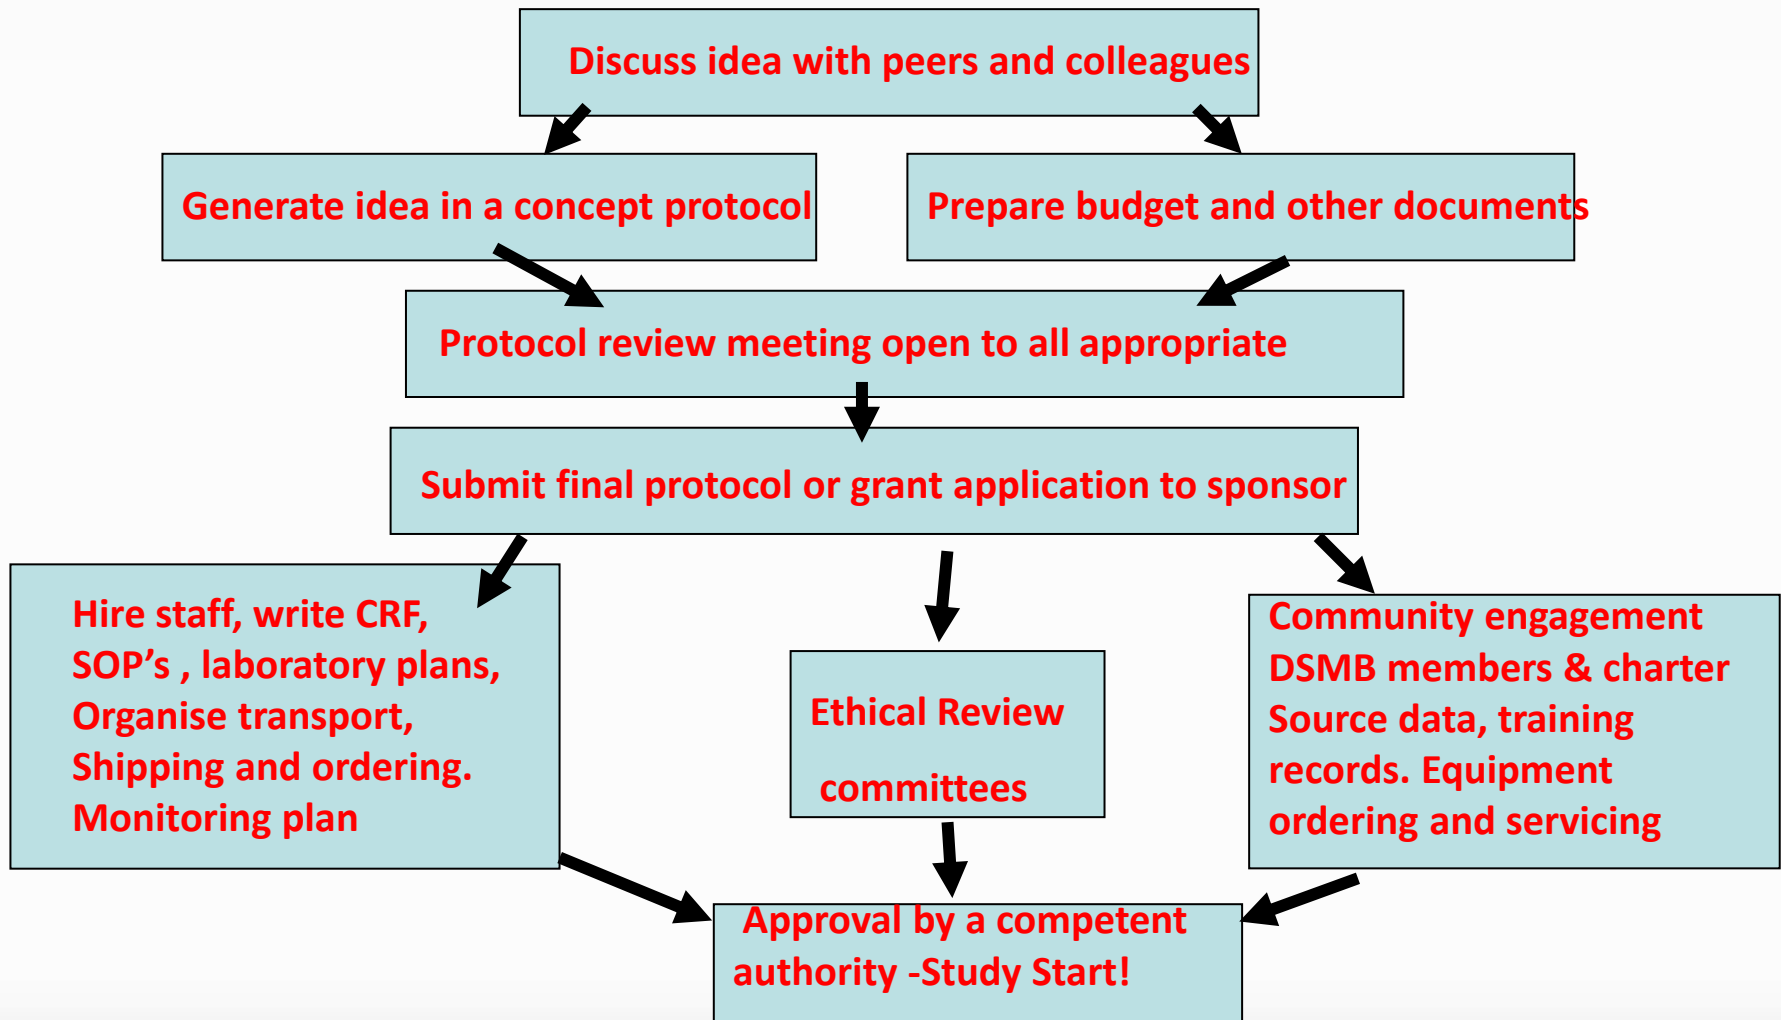 Discuss idea with peers and colleagues
Generate idea in a concept protocol
Prepare budget and other documents
Protocol review meeting open to all appropriate
Submit final protocol or grant application to sponsor
Hire staff, write CRF,
SOP’s , laboratory plans,
Organise transport,
Shipping and ordering.
Monitoring plan
Ethical Review
committees
Community engagement
DSMB members & charter
Source data, training
records. Equipment
ordering and servicing
Approval by a competent
authority -Study Start!